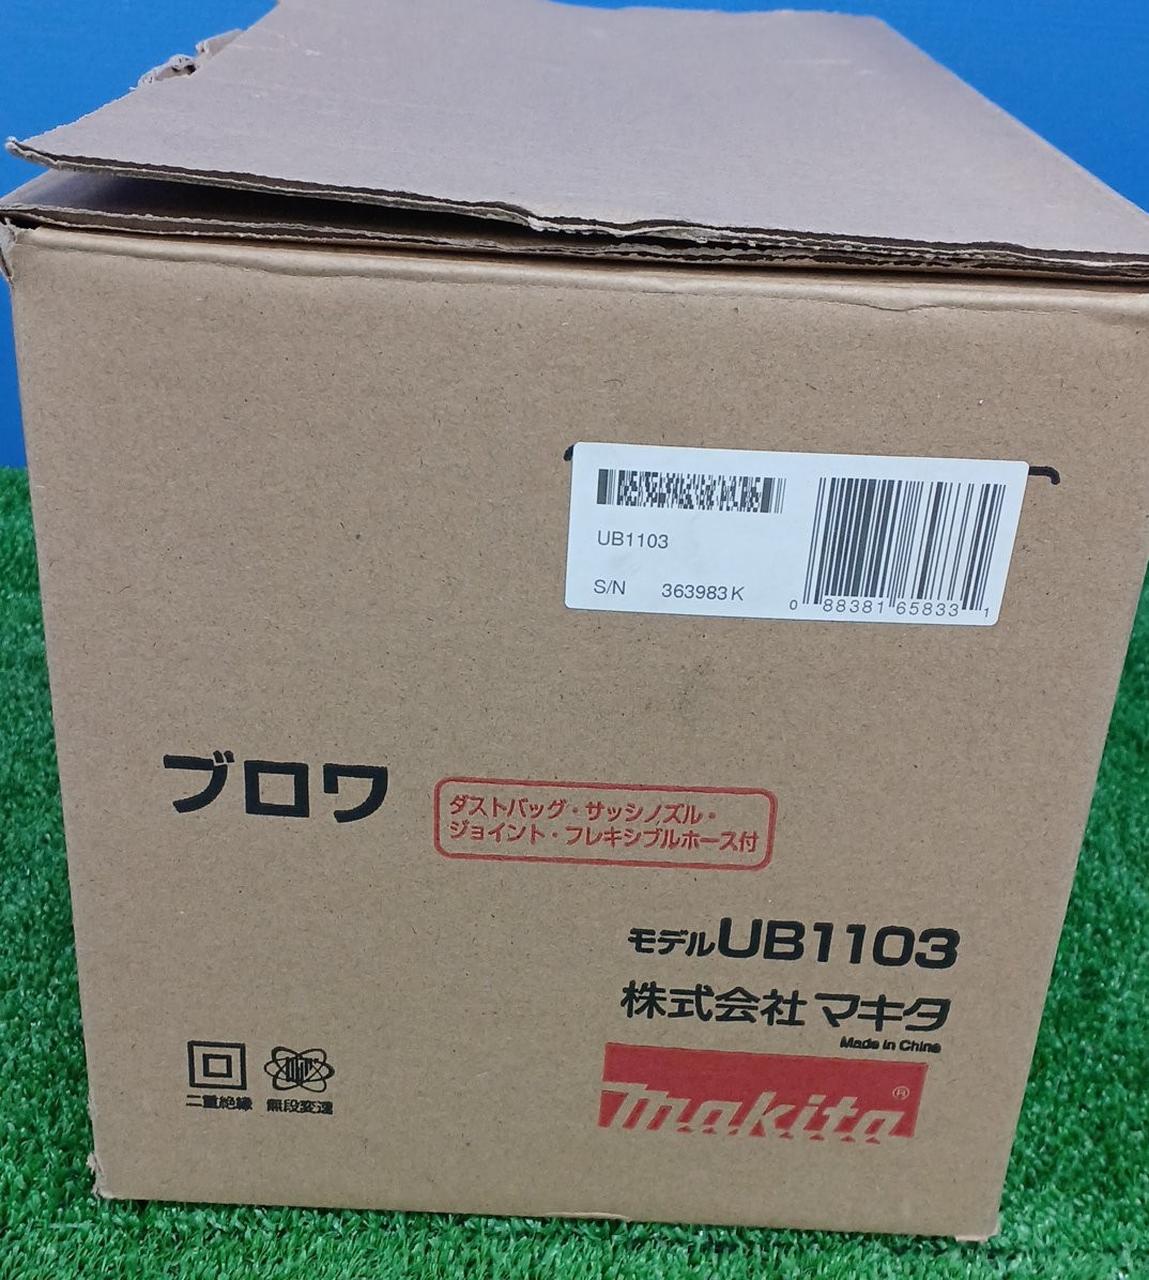 UB1103
S/N 363983K
0 88381 65833 1
ブロワ
ダストバッグ・サッシノズル・
ジョイント・フレキシブルホース付
モデルUB1103
株式会社マキタ
Made in China
二重絶縁 無段変速
makita®